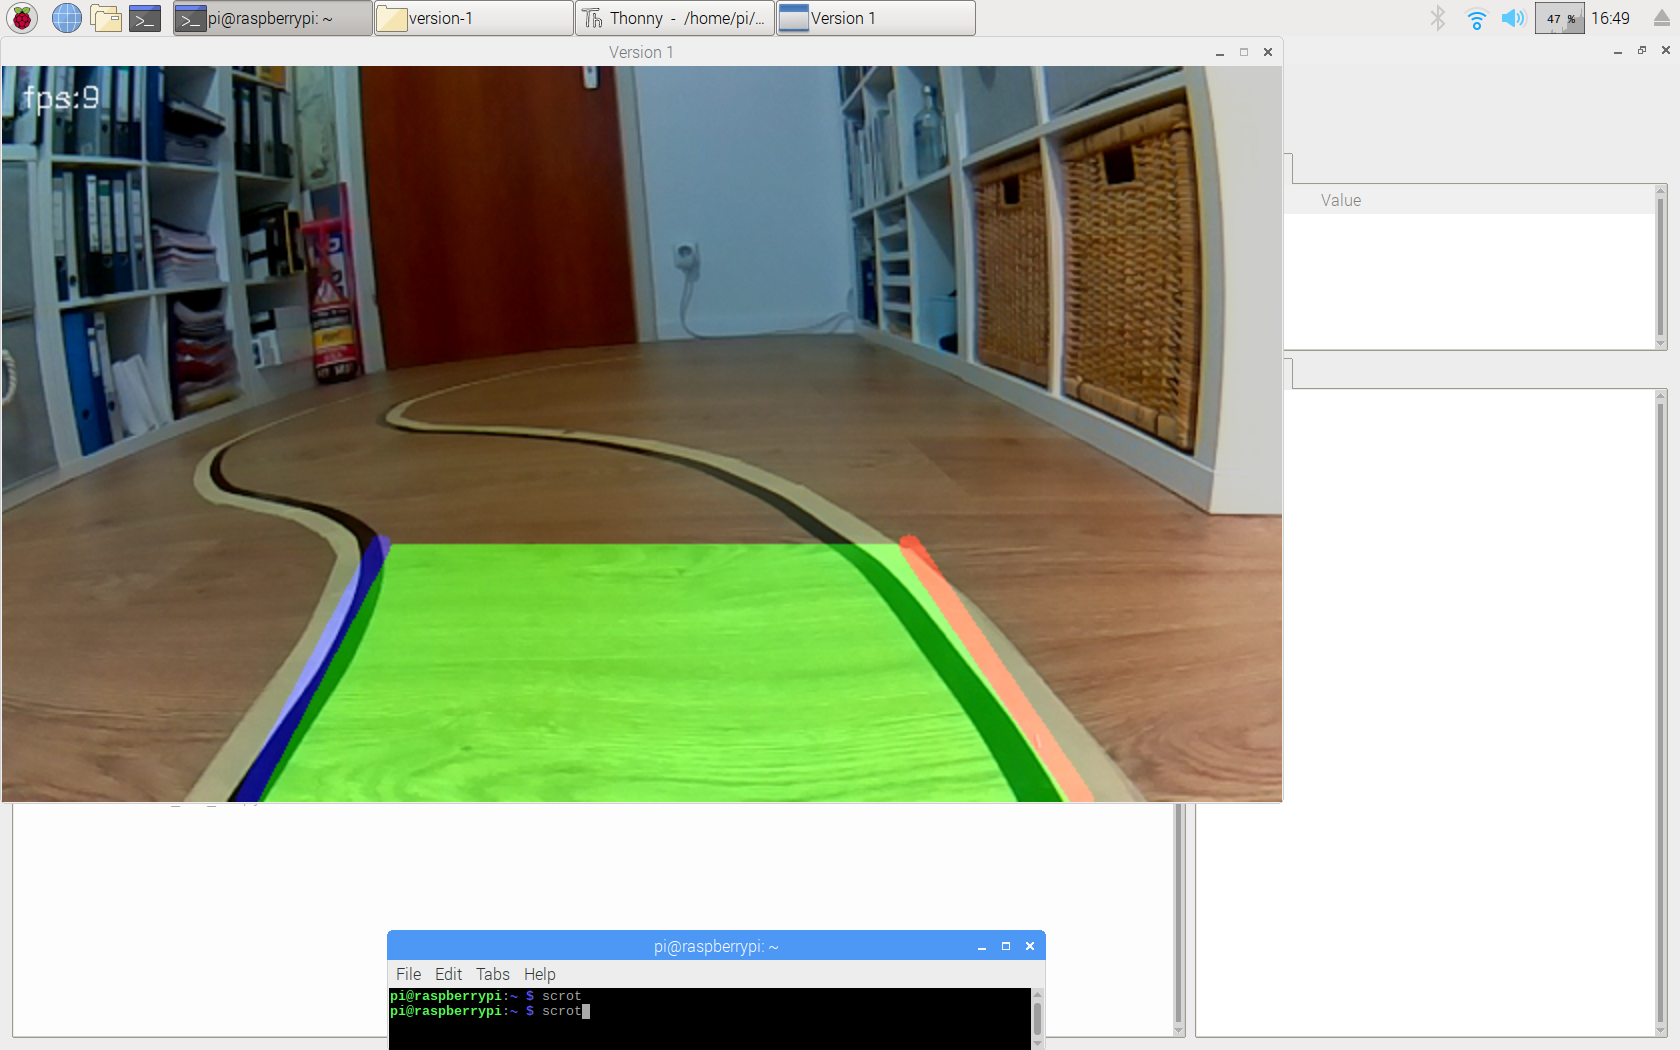 pi@raspberrypi: ~
version-1
Thonny - /home/pi/...
Version 1
47 %
16:49
Version 1
fps:9
Value
pi@raspberrypi: ~
File Edit Tabs Help
pi@raspberrypi:~ $ scrot
pi@raspberrypi:~ $ scrot